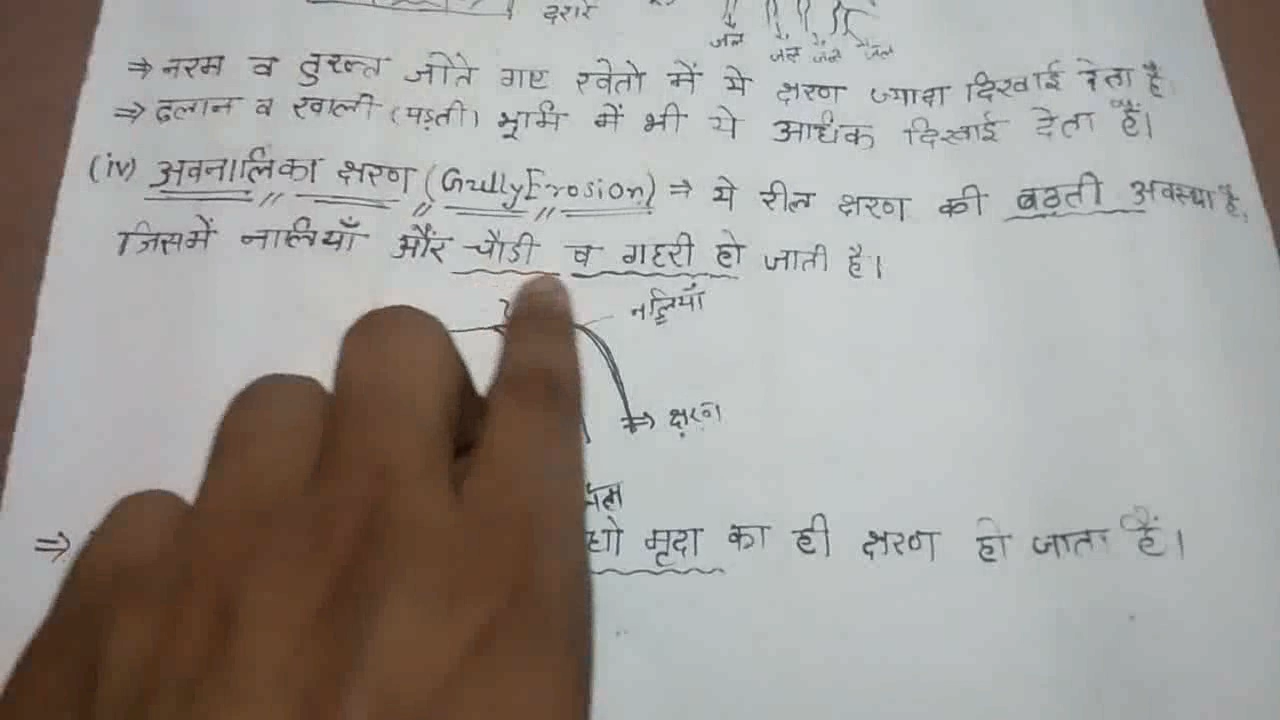 दरारे
जल जल जल जल
⇒ नरम व तुरन्त जोते गए खेतो में ये क्षरण ज्यादा दिखाई देता है
⇒ ढलान व खाली (पड़ती) भूमि में भी ये अधिक दिखाई देता है।
(iv) अवनालिका क्षरण (Gully Erosion) ⇒ ये रील क्षरण की बढ़ती अवस्था है,
जिसमें नालियाँ और चौडी व गहरी हो जाती है।
नालियाँ
⇒ क्षरण
⇒ मृदा का ही क्षरण हो जाता है।